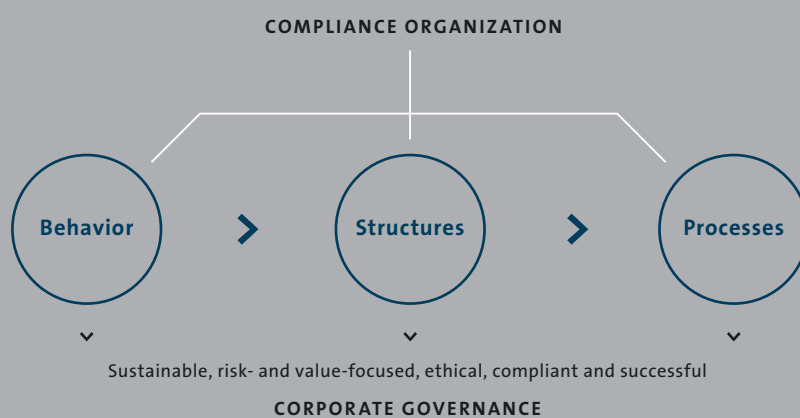 COMPLIANCE ORGANIZATION
Behavior
Structures
Processes
Sustainable, risk- and value-focused, ethical, compliant and successful
CORPORATE GOVERNANCE